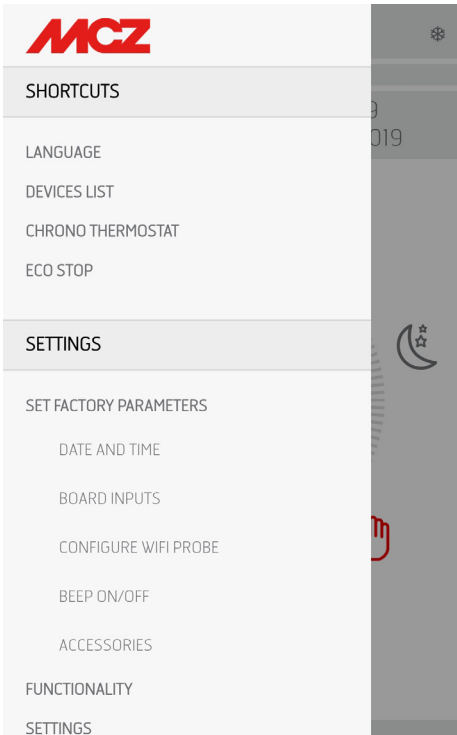 MCZ
SHORTCUTS
LANGUAGE
DEVICES LIST
CHRONO THERMOSTAT
ECO STOP
SETTINGS
SET FACTORY PARAMETERS
DATE AND TIME
BOARD INPUTS
CONFIGURE WIFI PROBE
BEEP ON/OFF
ACCESSORIES
FUNCTIONALITY
SETTINGS
019